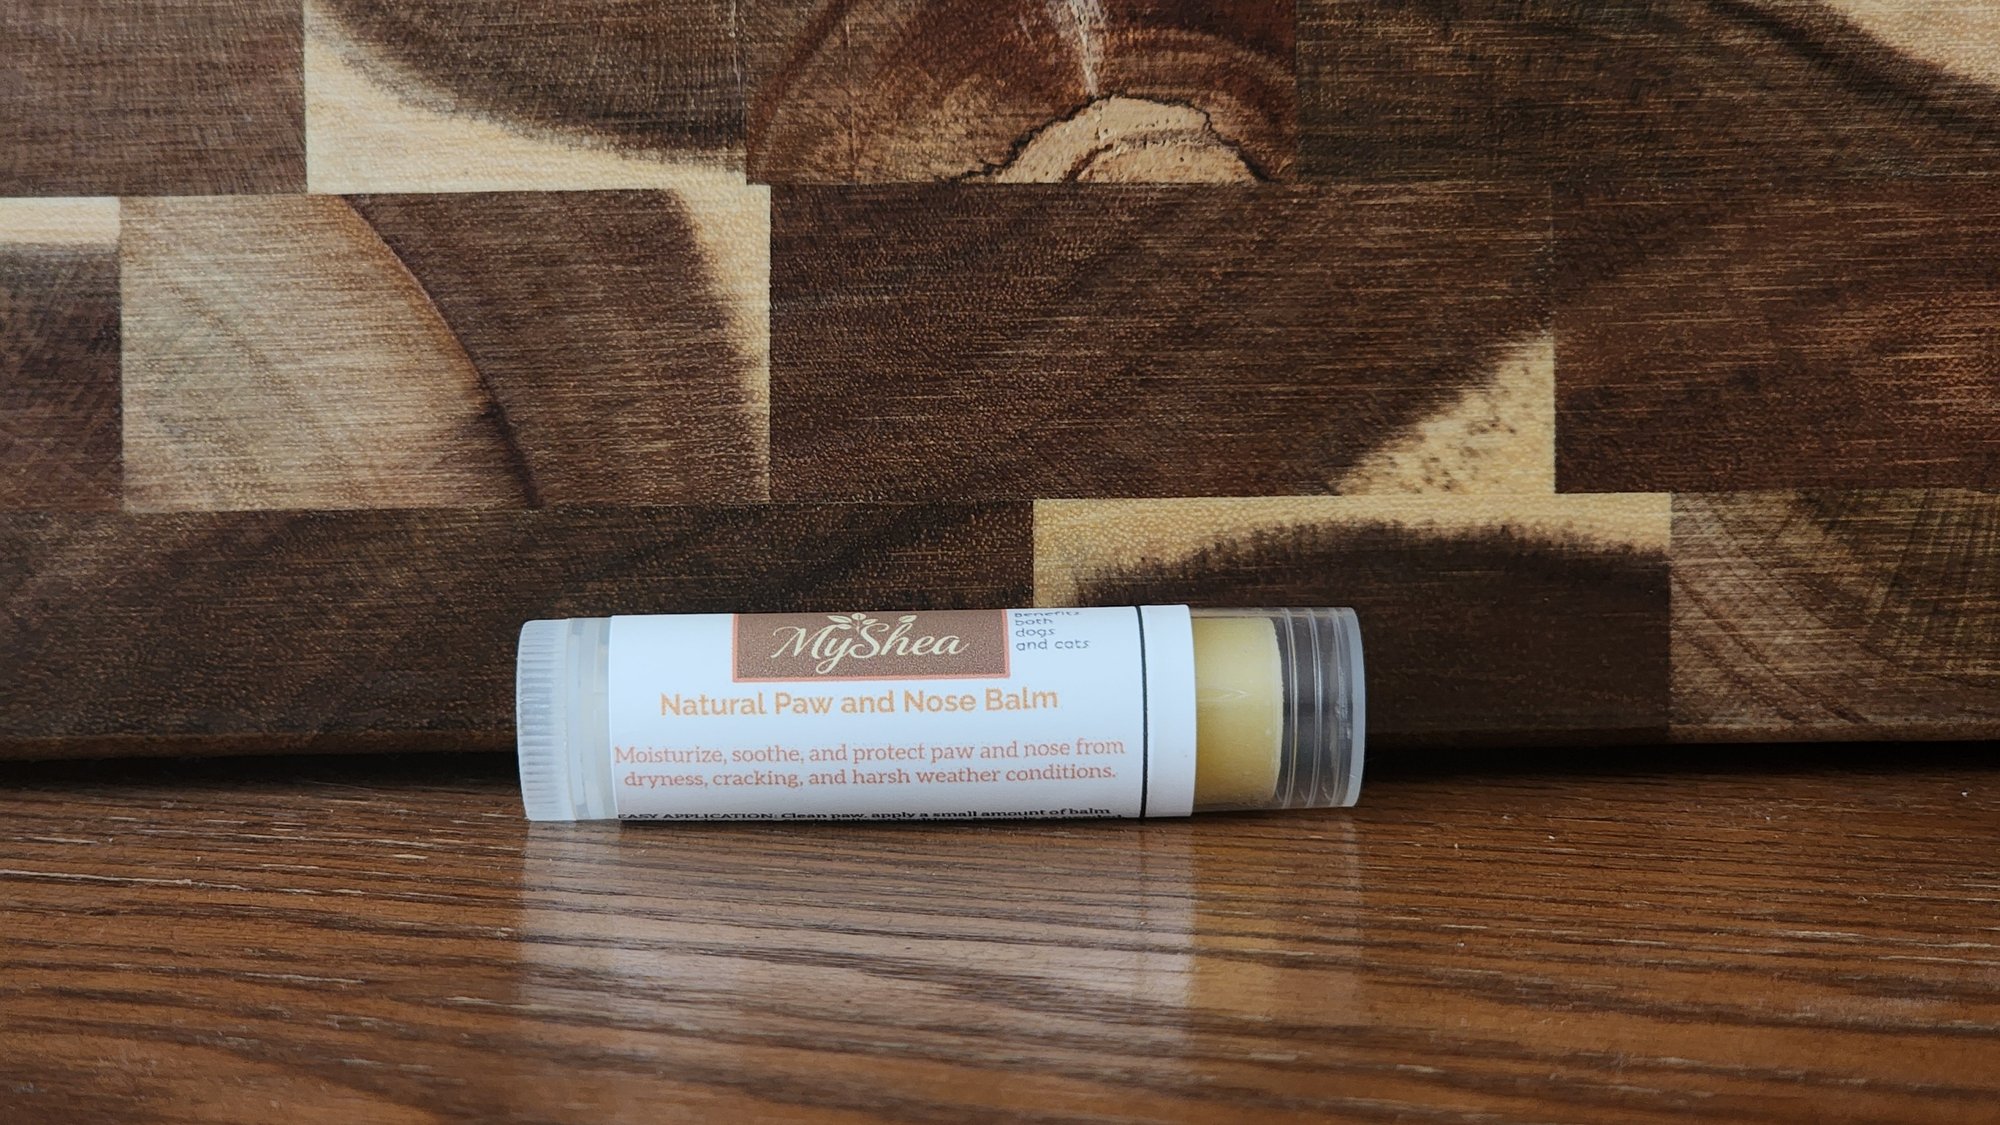 MyShea
Benefits
both
dogs
and cats
Natural Paw and Nose Balm
Moisturize, soothe, and protect paw and nose from
dryness, cracking, and harsh weather conditions.
EASY APPLICATION: Clean paw, apply a small amount of balm